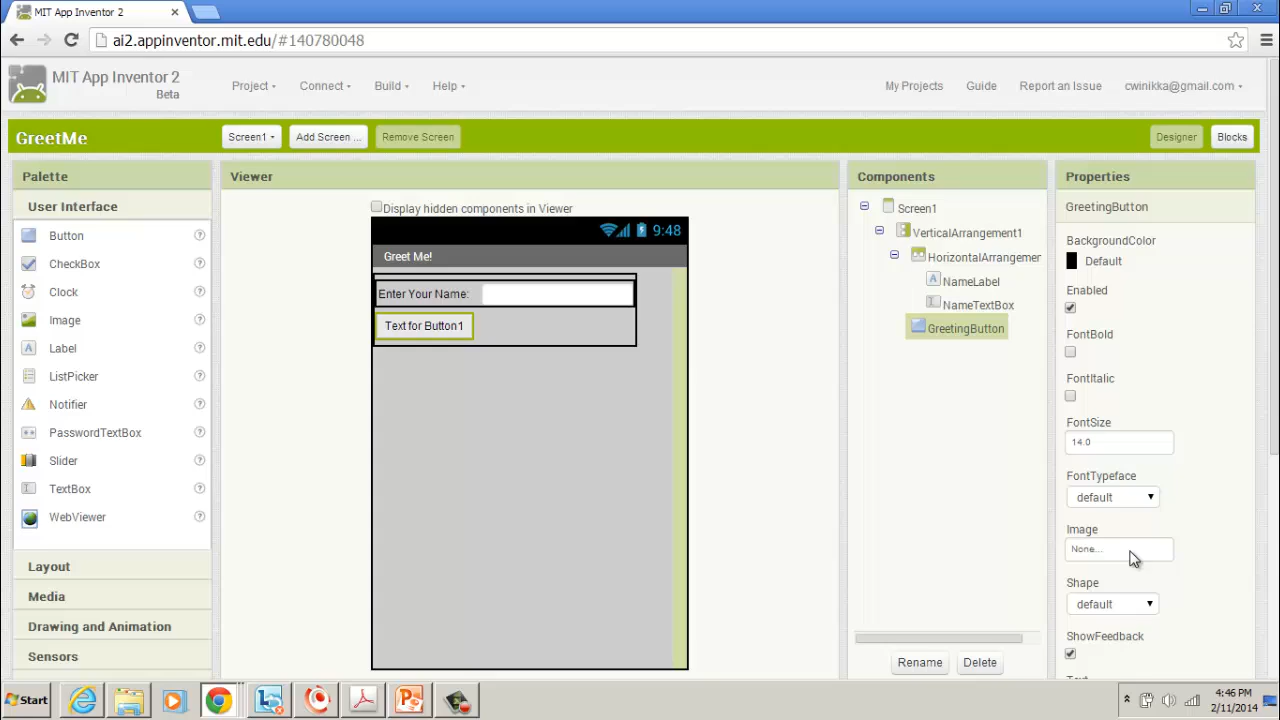 MIT App Inventor 2
ai2.appinventor.mit.edu/#140780048
MIT App Inventor 2
Beta
Project
Connect
Build
Help
My Projects
Guide
Report an Issue
cwinikka@gmail.com
GreetMe
Screen1
Add Screen ...
Remove Screen
Designer
Blocks
Palette
User Interface
Button
CheckBox
Clock
Image
Label
ListPicker
Notifier
PasswordTextBox
Slider
TextBox
WebViewer
Layout
Media
Drawing and Animation
Sensors
Viewer
Display hidden components in Viewer
9:48
Greet Me!
Enter Your Name:
Text for Button1
Components
Screen1
VerticalArrangement1
HorizontalArrangemer
NameLabel
NameTextBox
GreetingButton
Rename
Delete
Properties
GreetingButton
BackgroundColor
Default
Enabled
FontBold
FontItalic
FontSize
14.0
FontTypeface
default
Image
None...
Shape
default
ShowFeedback
Start
4:46 PM
2/11/2014